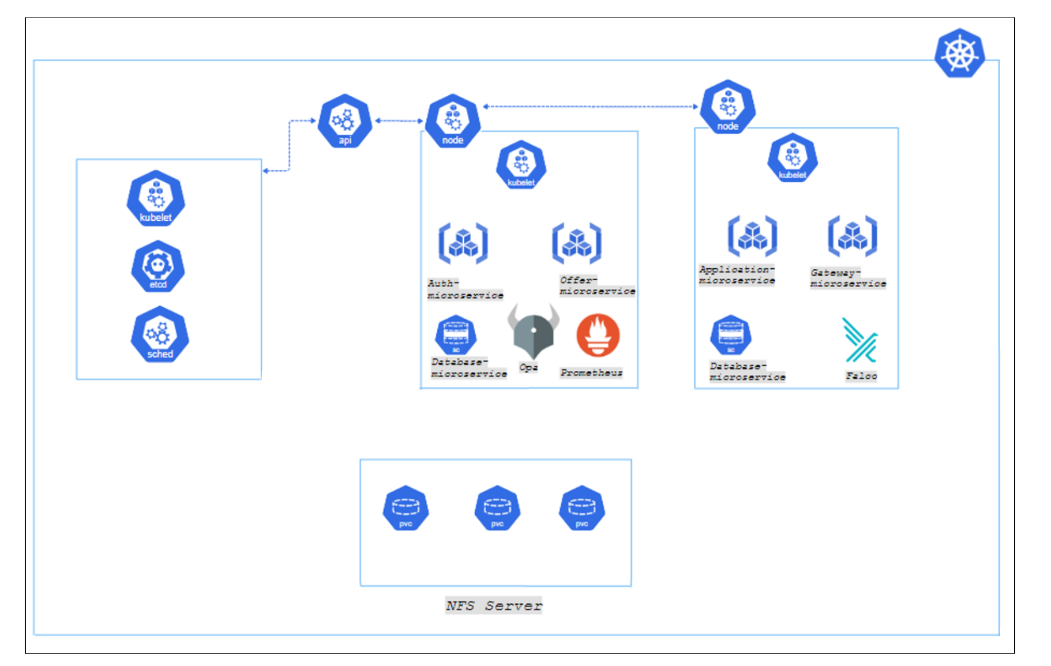 api
node
node
kubelet
kubelet
kubelet
etcd
sched
Auth-
microservice
Offer-
microservice
Application-
microservice
Gateway-
microservice
sc
Database-
microservice
Opa
Prometheus
sc
Database-
microservice
Falco
pvc
pvc
pvc
NFS Server